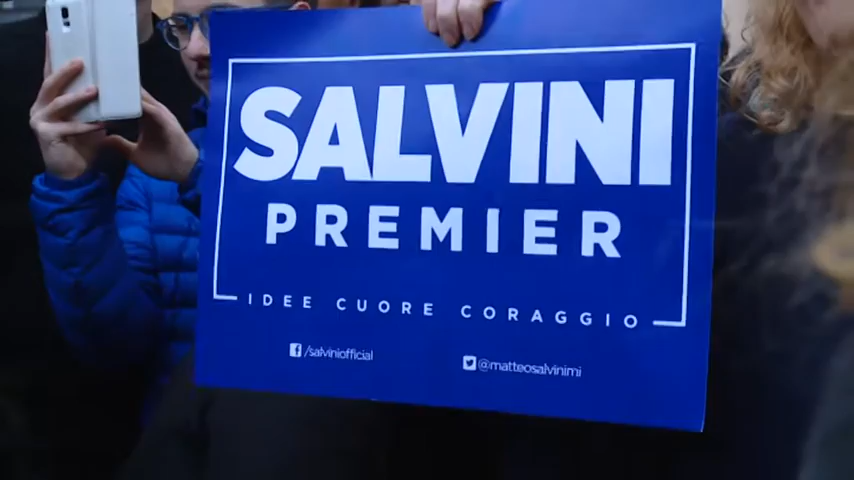 SALVINI
PREMIER
IDEE CUORE CORAGGIO
/salviniofficial @matteosalvinimi